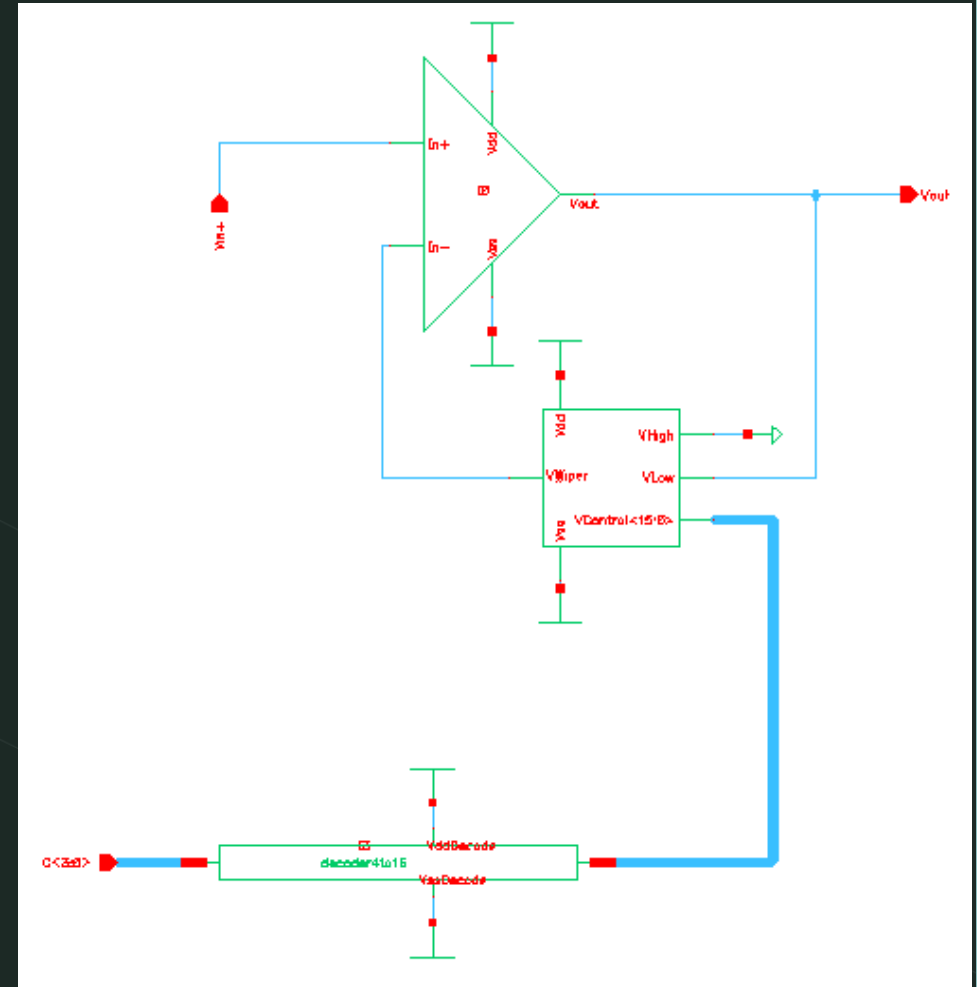 Vdd
In+
Vin+
Vout
Vout
In-
Vss
Vdd
VHigh
VWiper
VLow
VControl<15:0>
Vss
VddDecode
C<3:0>
decoder4to16
VssDecode